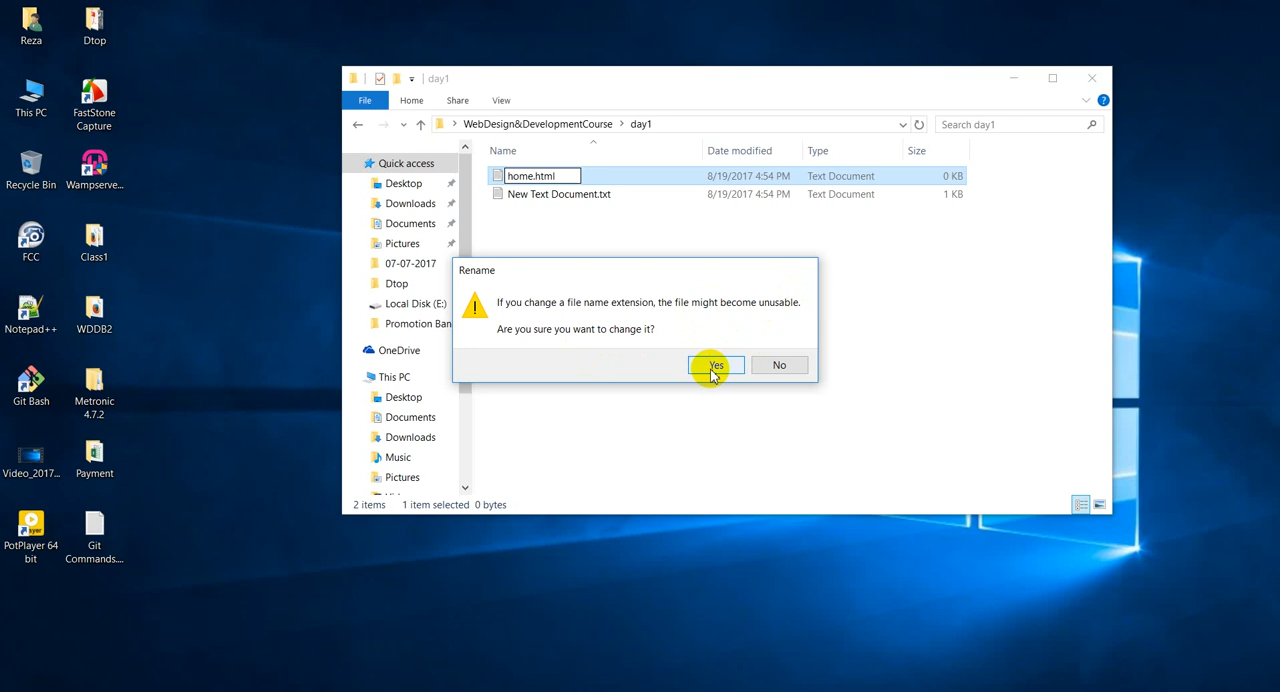 Reza
Dtop
This PC
FastStone
Capture
Recycle Bin
Wampserve...
FCC
Class1
Notepad++
WDDB2
Git Bash
Metronic
4.7.2
Video_2017...
Payment
PotPlayer 64
bit
Git
Commands....
day1
File Home Share View
WebDesign&DevelopmentCourse > day1
Search day1
Name Date modified Type Size
home.html 8/19/2017 4:54 PM Text Document 0 KB
New Text Document.txt 8/19/2017 4:54 PM Text Document 1 KB
Quick access
Desktop
Downloads
Documents
Pictures
07-07-2017
Dtop
Local Disk (E:)
Promotion Ban
OneDrive
This PC
Desktop
Documents
Downloads
Music
Pictures
Rename
If you change a file name extension, the file might become unusable.
Are you sure you want to change it?
Yes No
2 items 1 item selected 0 bytes